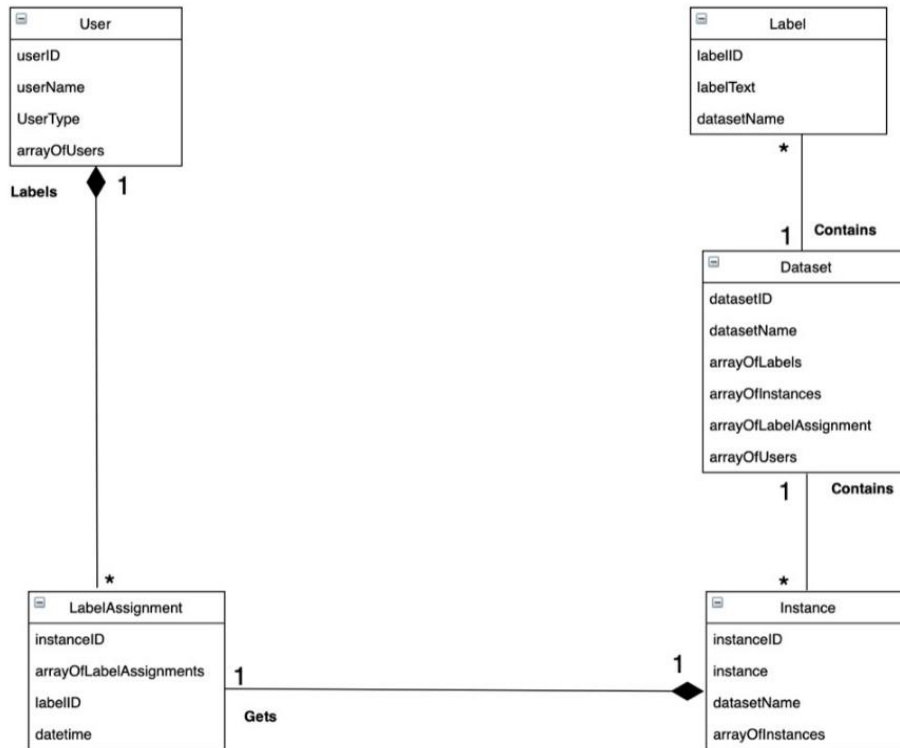 User
userID
userName
UserType
arrayOfUsers
1
Labels
Label
labelID
labelText
datasetName
*
1
Contains
Dataset
datasetID
datasetName
arrayOfLabels
arrayOfInstances
arrayOfLabelAssignment
arrayOfUsers
1
Contains
*
*
LabelAssignment
instanceID
arrayOfLabelAssignments
labelID
datetime
1
Gets
1
Instance
instanceID
instance
datasetName
arrayOfInstances